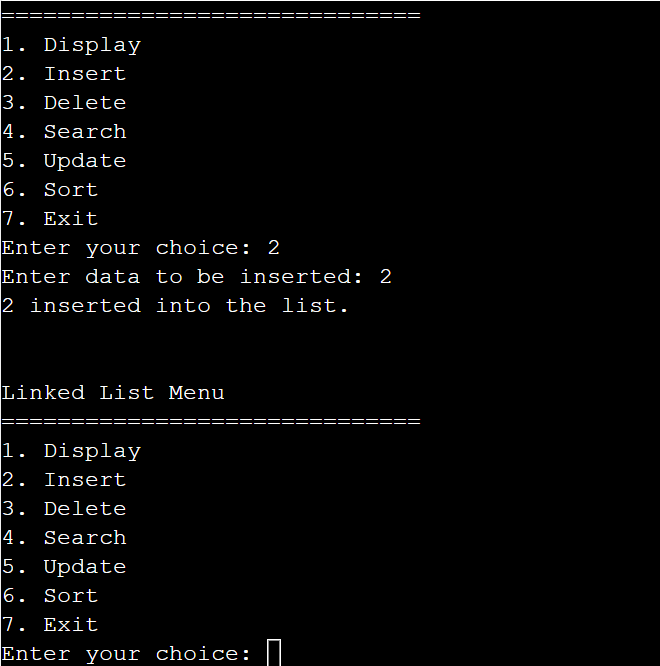 ==============================
1. Display
2. Insert
3. Delete
4. Search
5. Update
6. Sort
7. Exit
Enter your choice: 2
Enter data to be inserted: 2
2 inserted into the list.
Linked List Menu
==============================
1. Display
2. Insert
3. Delete
4. Search
5. Update
6. Sort
7. Exit
Enter your choice: